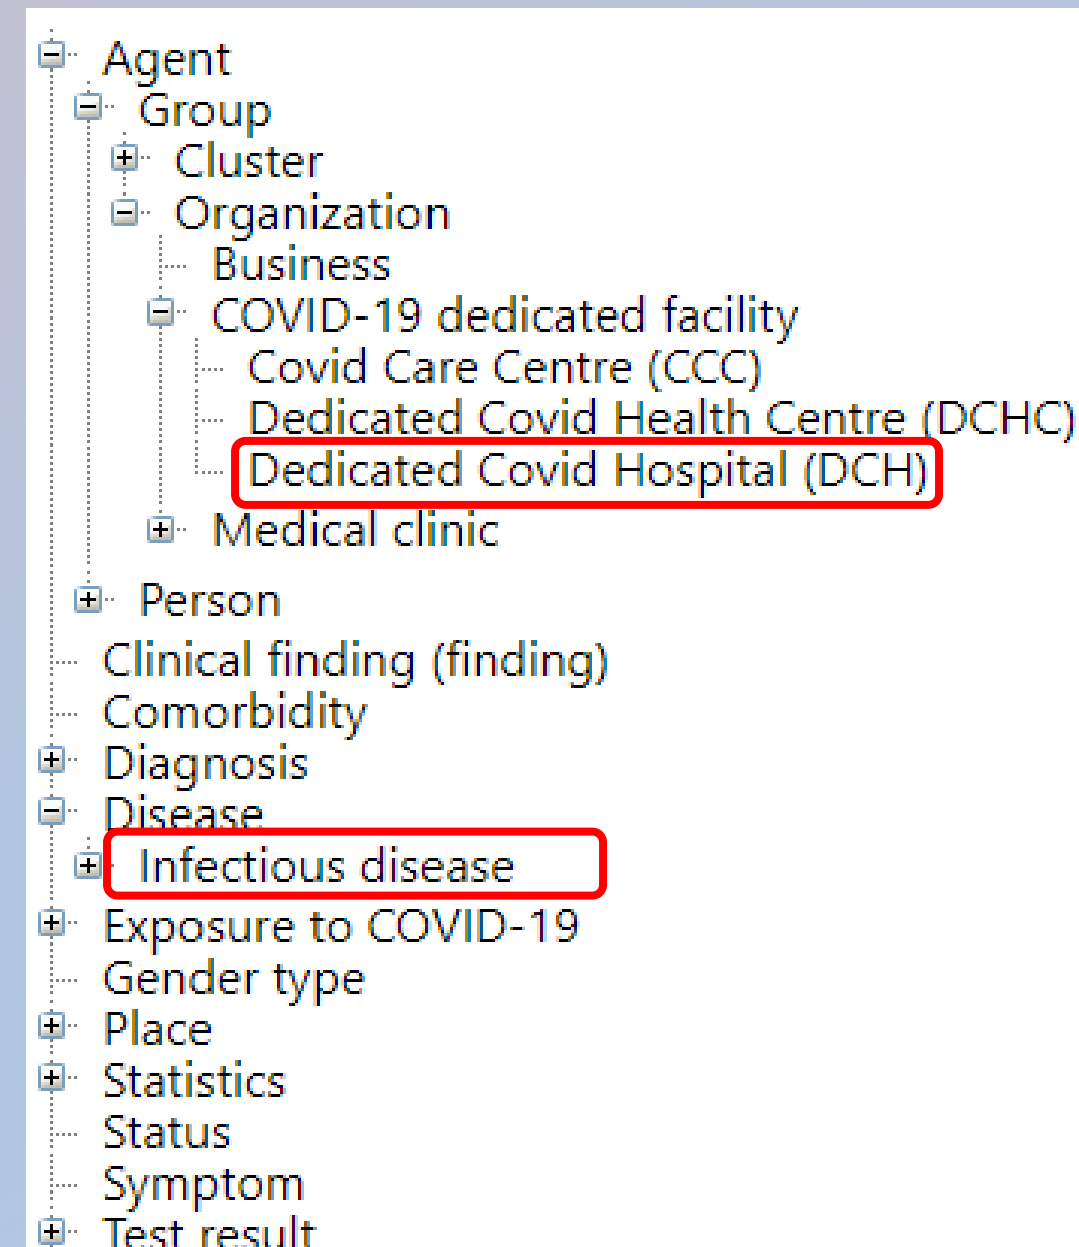 Agent
Group
Cluster
Organization
Business
COVID-19 dedicated facility
Covid Care Centre (CCC)
Dedicated Covid Health Centre (DCHC)
Dedicated Covid Hospital (DCH)
Medical clinic
Person
Clinical finding (finding)
Comorbidity
Diagnosis
Disease
Infectious disease
Exposure to COVID-19
Gender type
Place
Statistics
Status
Symptom
Test result